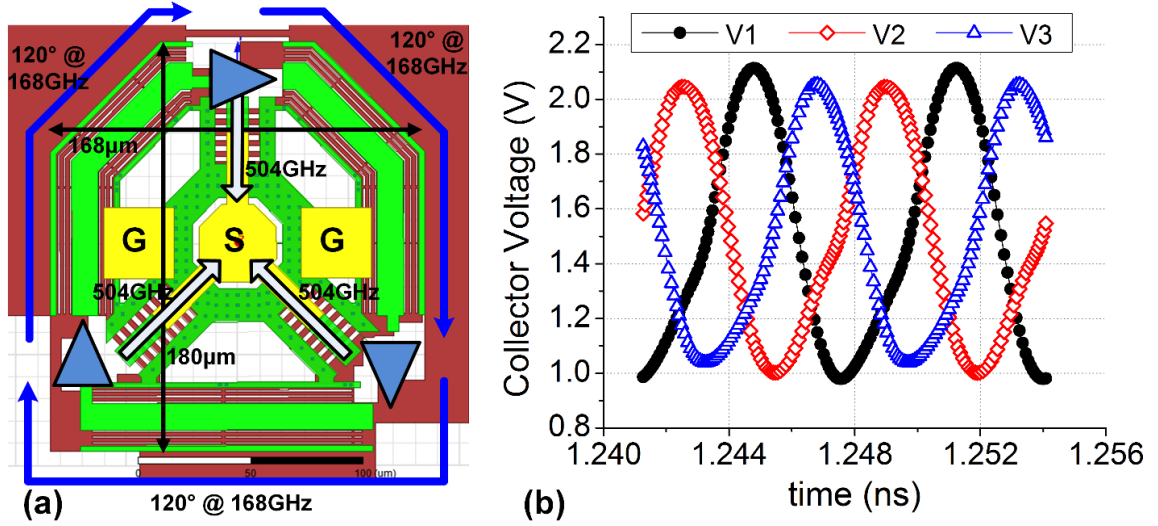 120° @
168GHz
120° @
168GHz
168µm
504GHz
G
S
G
504GHz
504GHz
180µm
0
50
100 (um)
(a)
120° @ 168GHz
V1
V2
V3
2.2
2.0
1.8
1.6
1.4
1.2
1.0
0.8
Collector Voltage (V)
1.240
1.244
1.248
1.252
1.256
time (ns)
(b)